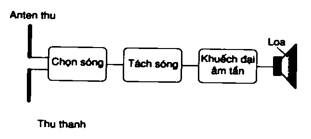 Anten thu
Loa
Chọn sóng
Tách sóng
Khuếch đại
âm tần
Thu thanh